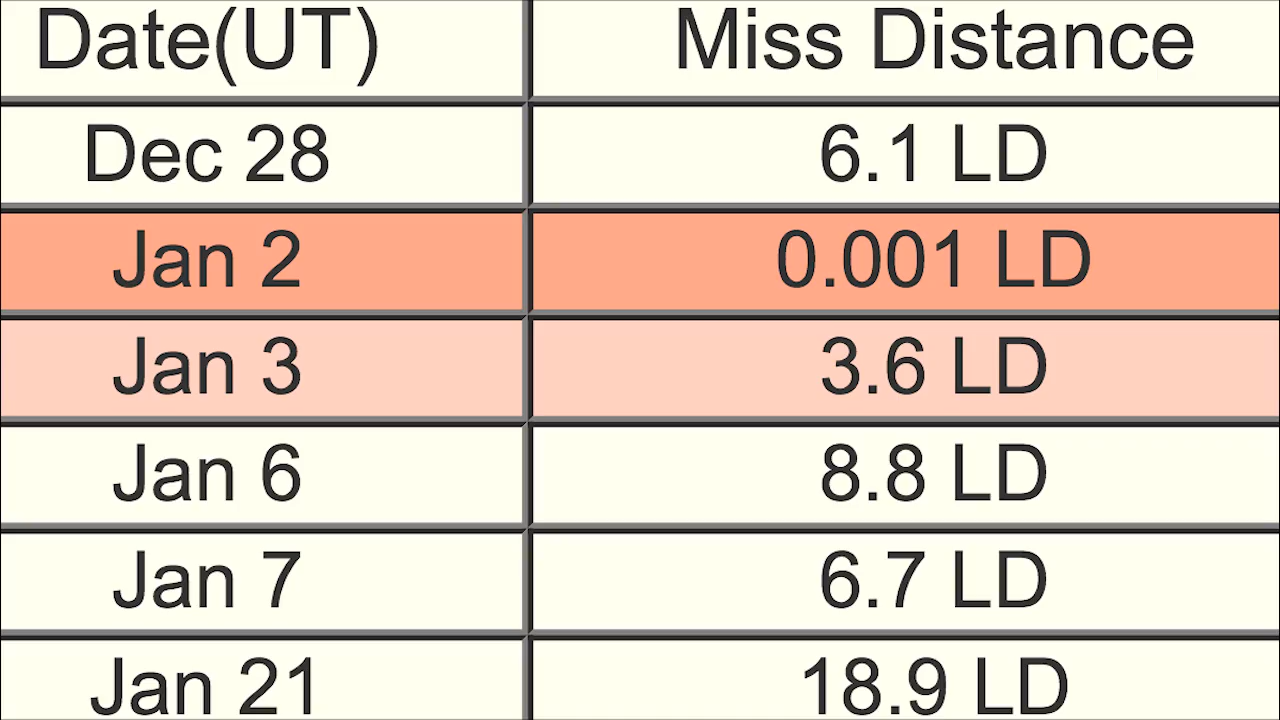 Date(UT) Miss Distance
Dec 28 6.1 LD
Jan 2 0.001 LD
Jan 3 3.6 LD
Jan 6 8.8 LD
Jan 7 6.7 LD
Jan 21 18.9 LD